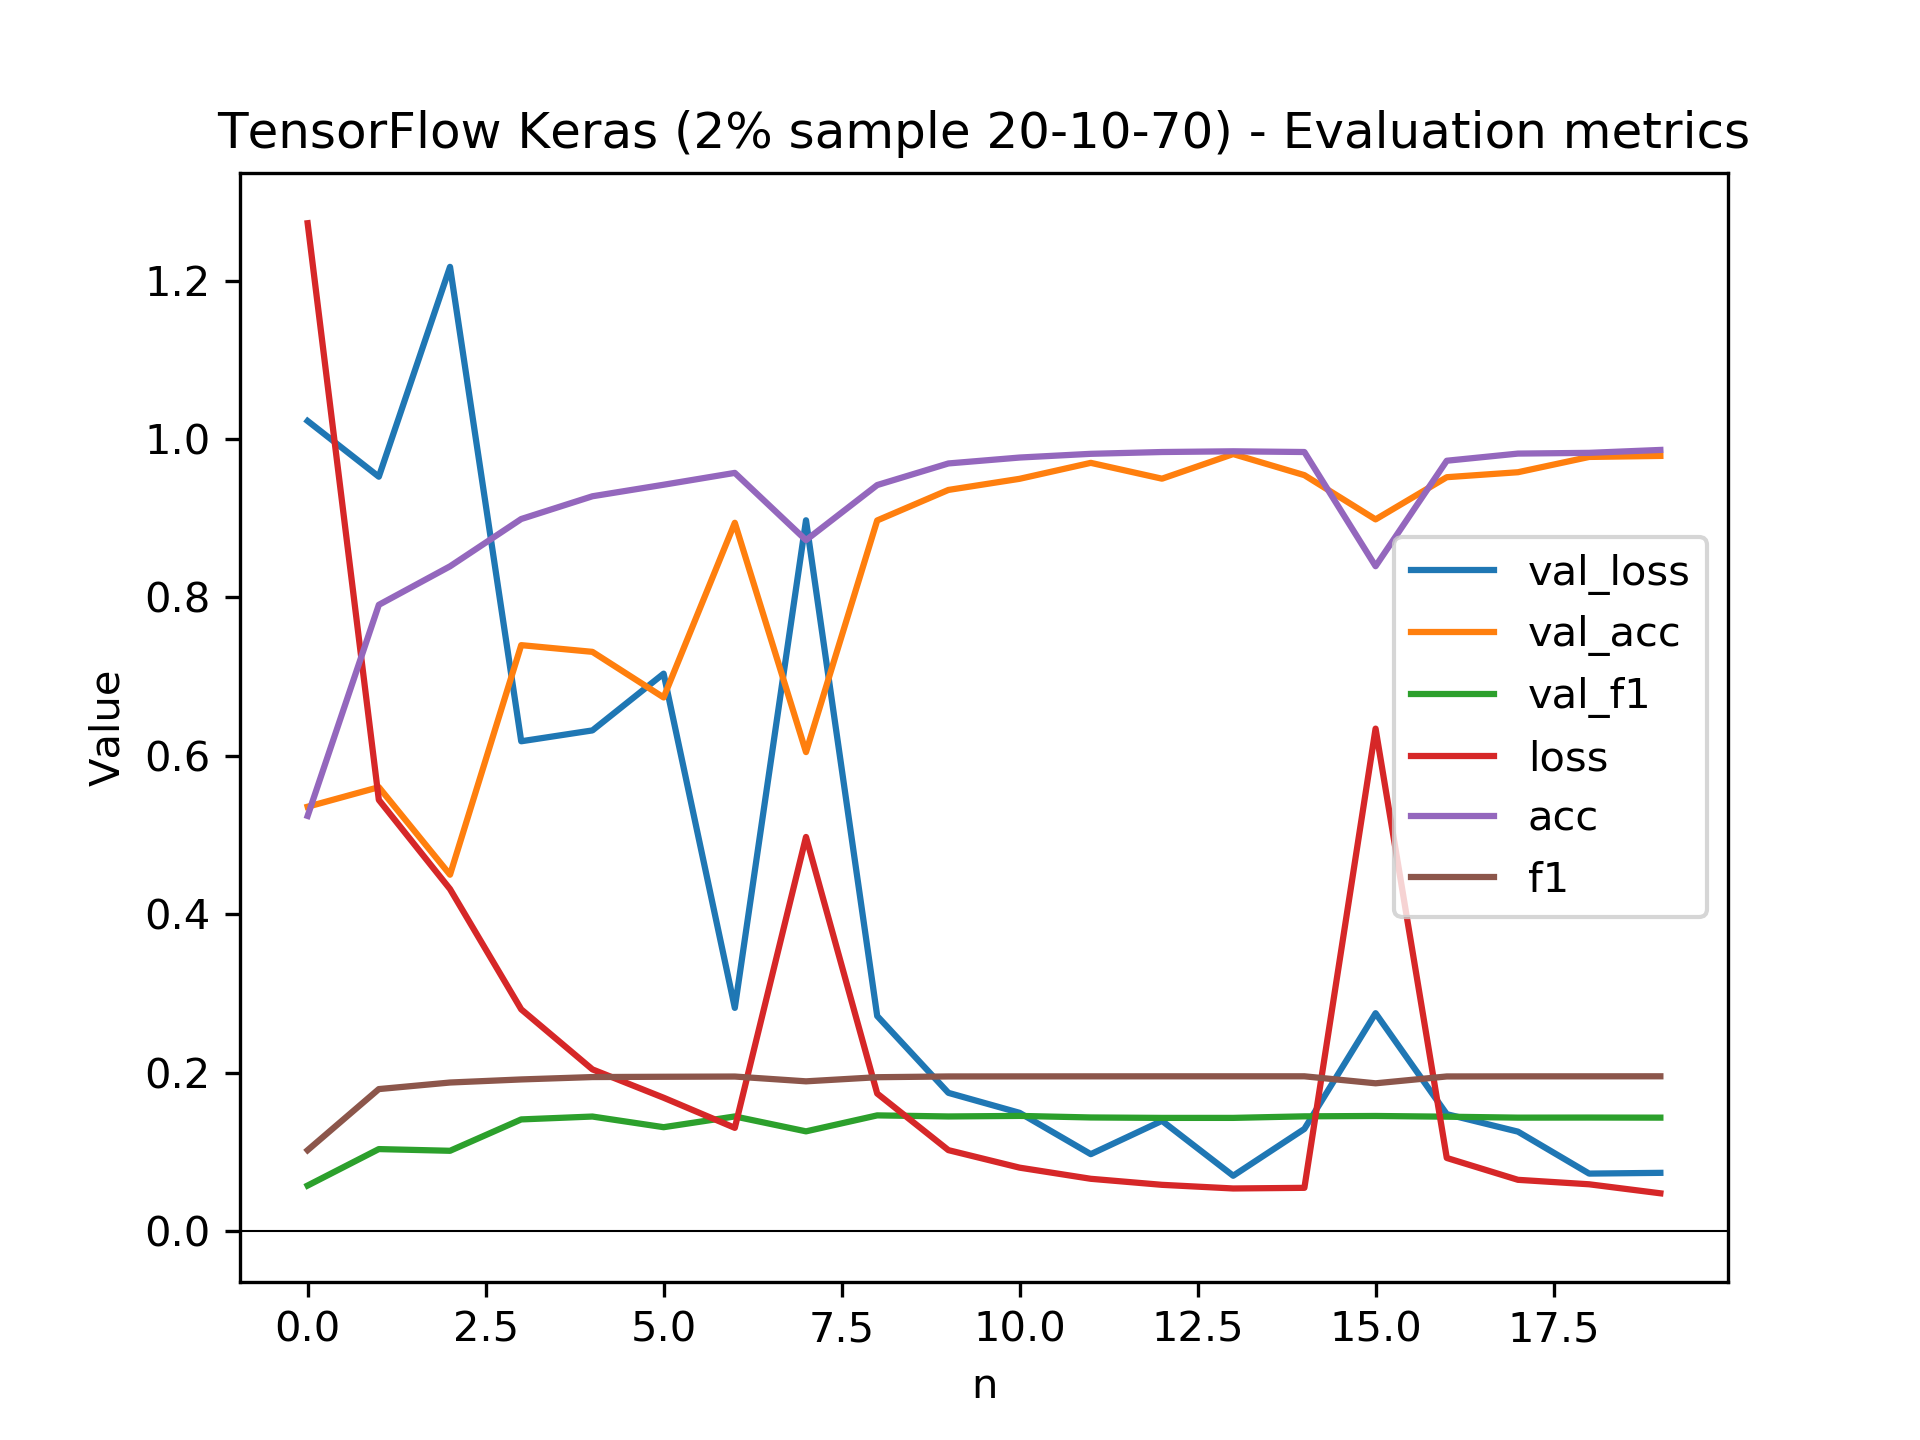 TensorFlow Keras (2% sample 20-10-70) - Evaluation metrics
Value
1.2
1.0
0.8
0.6
0.4
0.2
0.0
val_loss
val_acc
val_f1
loss
acc
f1
0.0 2.5 5.0 7.5 10.0 12.5 15.0 17.5
n